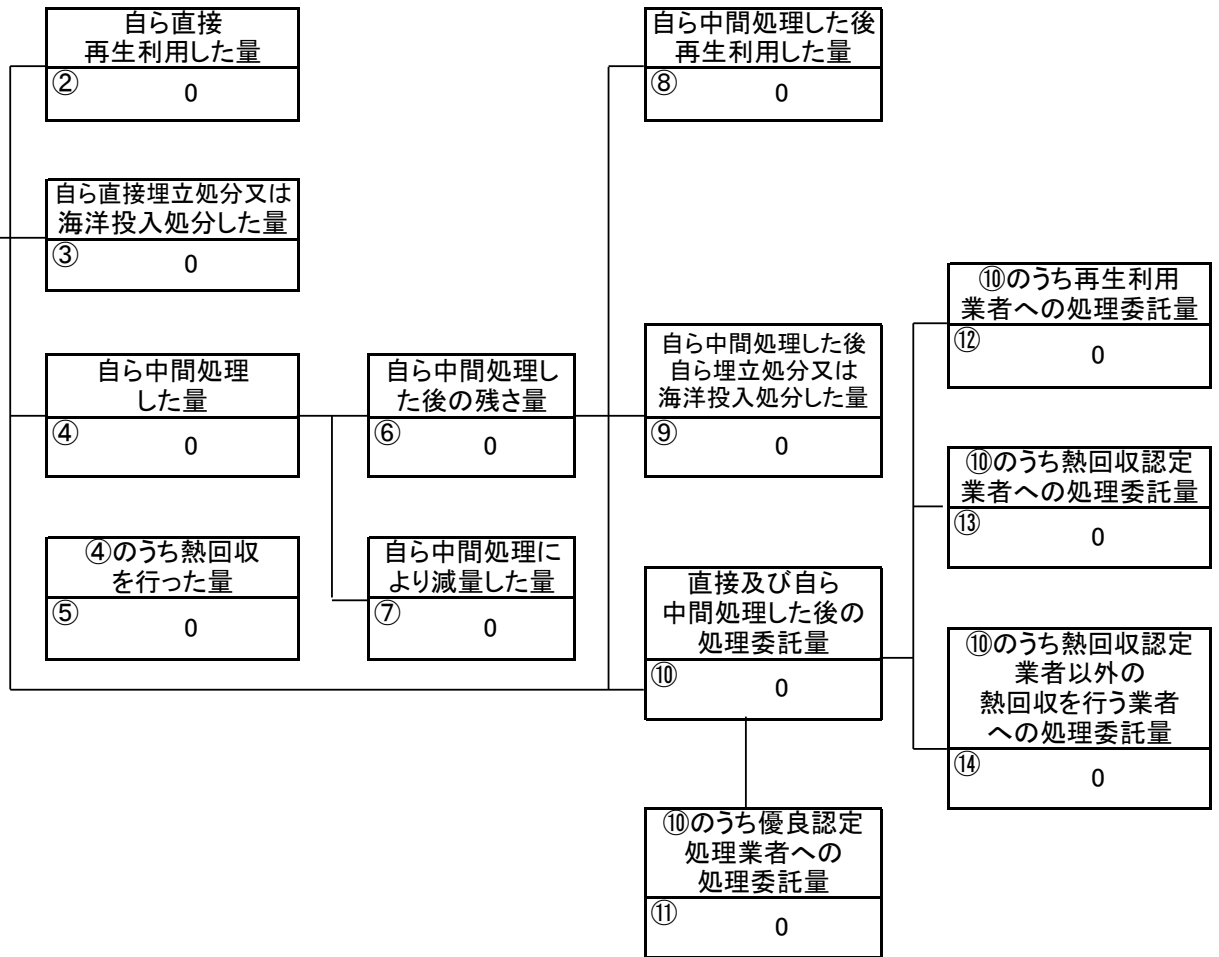 自ら直接
再生利用した量
②
0
自ら直接埋立処分又は
海洋投入処分した量
③
0
自ら中間処理
した量
④
0
④のうち熱回収
を行った量
⑤
0
自ら中間処理し
た後の残さ量
⑥
0
自ら中間処理に
より減量した量
⑦
0
自ら中間処理した後
再生利用した量
⑧
0
自ら中間処理した後
自ら埋立処分又は
海洋投入処分した量
⑨
0
直接及び自ら
中間処理した後の
処理委託量
⑩
0
⑩のうち優良認定
処理業者への
処理委託量
⑪
0
⑩のうち再生利用
業者への処理委託量
⑫
0
⑩のうち熱回収認定
業者への処理委託量
⑬
0
⑩のうち熱回収認定
業者以外の
熱回収を行う業者
への処理委託量
⑭
0